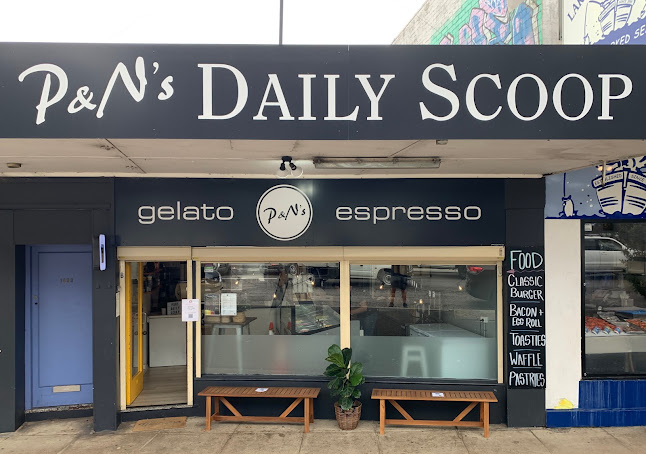 P&N's DAILY SCOOP
gelato P&N's espresso
FOOD
CLASSIC
BURGER
BACON +
EGG ROLL
TOASTIES
WAFFLE
PASTRIES